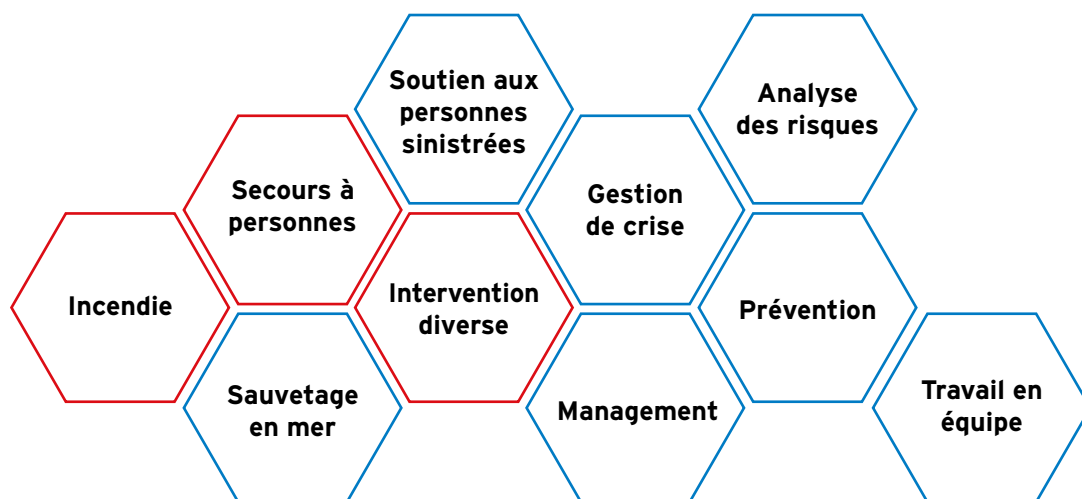 Soutien aux
personnes
sinistrées
Analyse
des risques
Secours à
personnes
Gestion
de crise
Incendie
Intervention
diverse
Prévention
Sauvetage
en mer
Management
Travail en
équipe